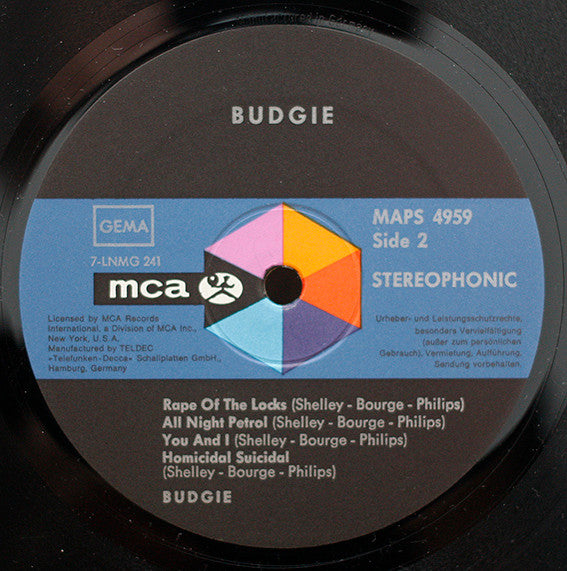 BUDGIE
GEMA
7-LNMG 241
mca
MAPS 4959
Side 2
STEREOPHONIC
Licensed by MCA Records
International, a Division of MCA Inc.,
New York, U.S.A.
Manufactured by TELDEC
»Telefunken-Decca« Schallplatten GmbH.,
Hamburg, Germany
Urheber- und Leistungsschutzrechte,
besonders Vervielfältigung
(außer zum persönlichen
Gebrauch), Vermietung, Aufführung,
Sendung vorbehalten.
Rape Of The Locks (Shelley - Bourge - Philips)
All Night Petrol (Shelley - Bourge - Philips)
You And I (Shelley - Bourge - Philips)
Homicidal Suicidal
(Shelley - Bourge - Philips)
BUDGIE